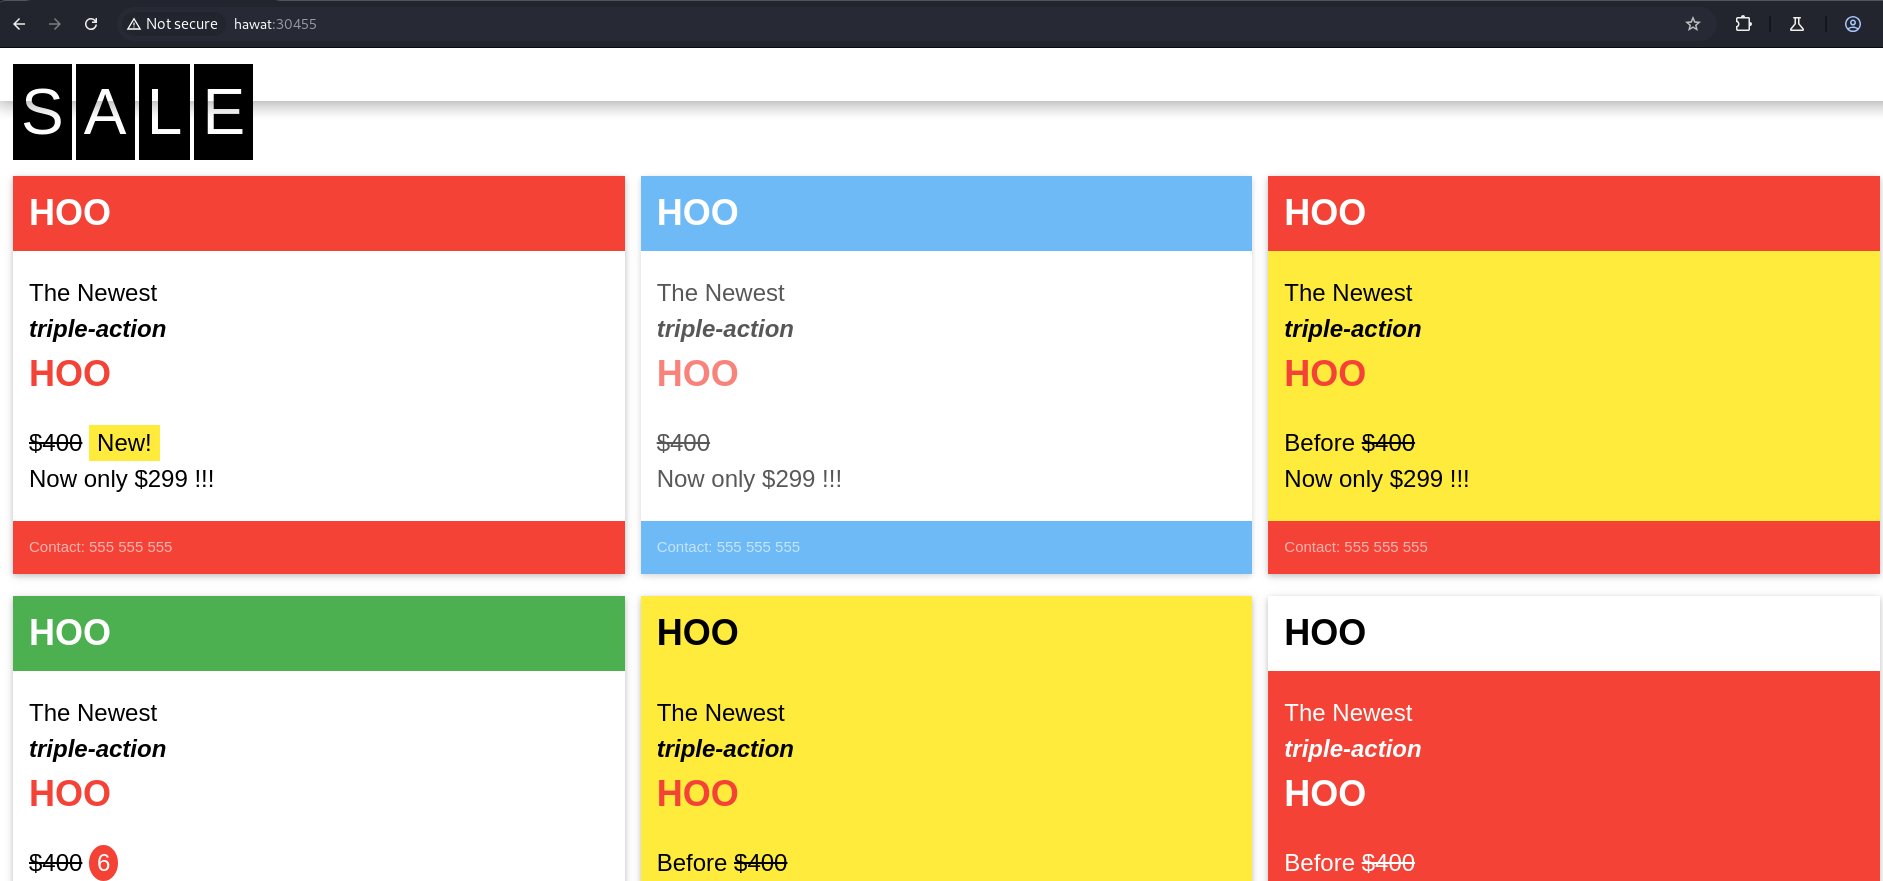 Not secure hawat:30455
SALE
HOO
The Newest
triple-action
HOO
$400 New!
Now only $299 !!!
Contact: 555 555 555
HOO
The Newest
triple-action
HOO
$400
Now only $299 !!!
Contact: 555 555 555
HOO
The Newest
triple-action
HOO
Before $400
Now only $299 !!!
Contact: 555 555 555
HOO
The Newest
triple-action
HOO
$400 6
HOO
The Newest
triple-action
HOO
Before $400
HOO
The Newest
triple-action
HOO
Before $400